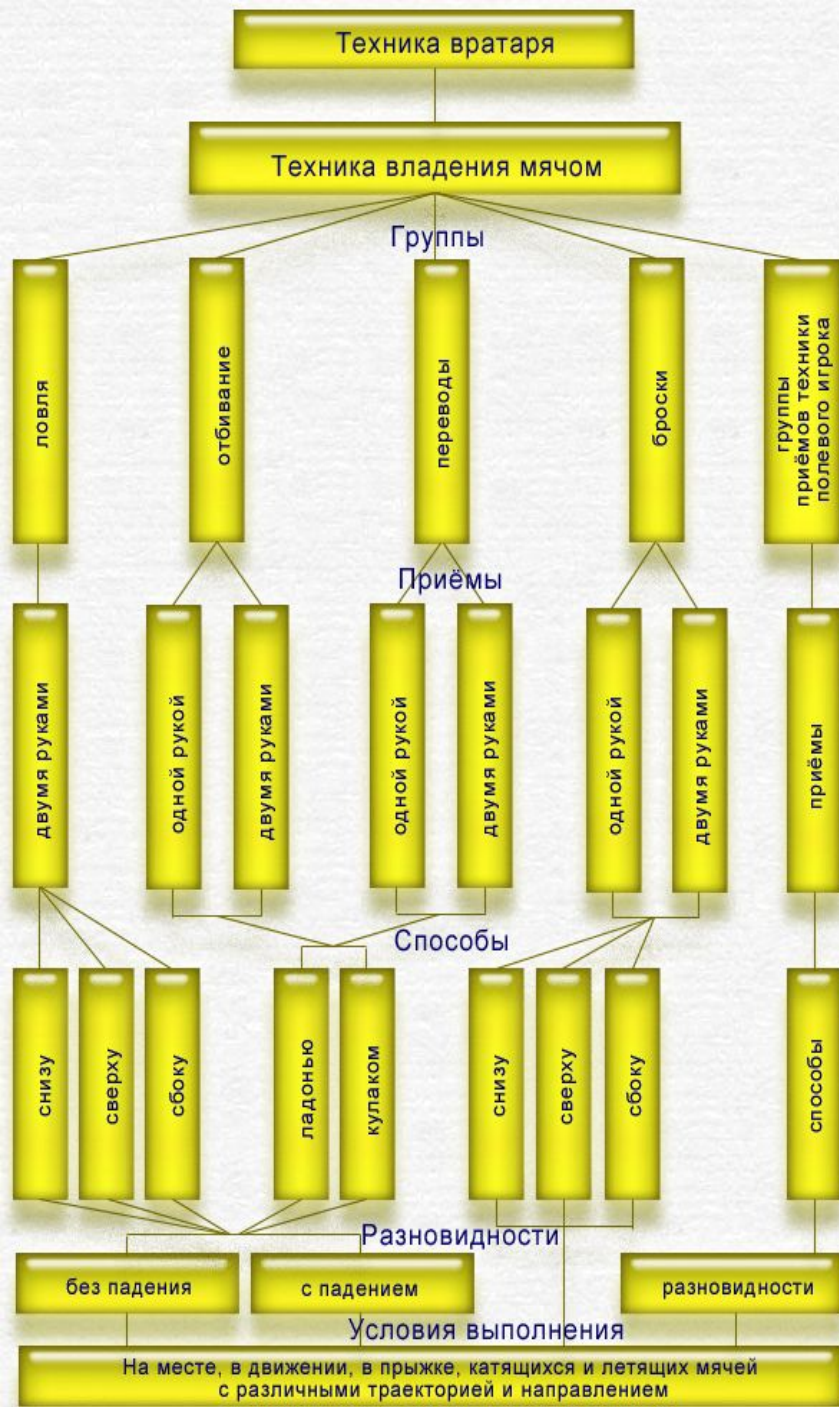 Техника вратаря
Техника владения мячом
Группы
ловля
отбивание
переводы
броски
группы
приёмов техники
полевого игрока
Приёмы
двумя руками
одной рукой
двумя руками
одной рукой
двумя руками
одной рукой
двумя руками
приёмы
Способы
снизу
сверху
сбоку
ладонью
кулаком
снизу
сверху
сбоку
способы
Разновидности
без падения
с падением
разновидности
Условия выполнения
На месте, в движении, в прыжке, катящихся и летящих мячей
с различными траекторией и направлением